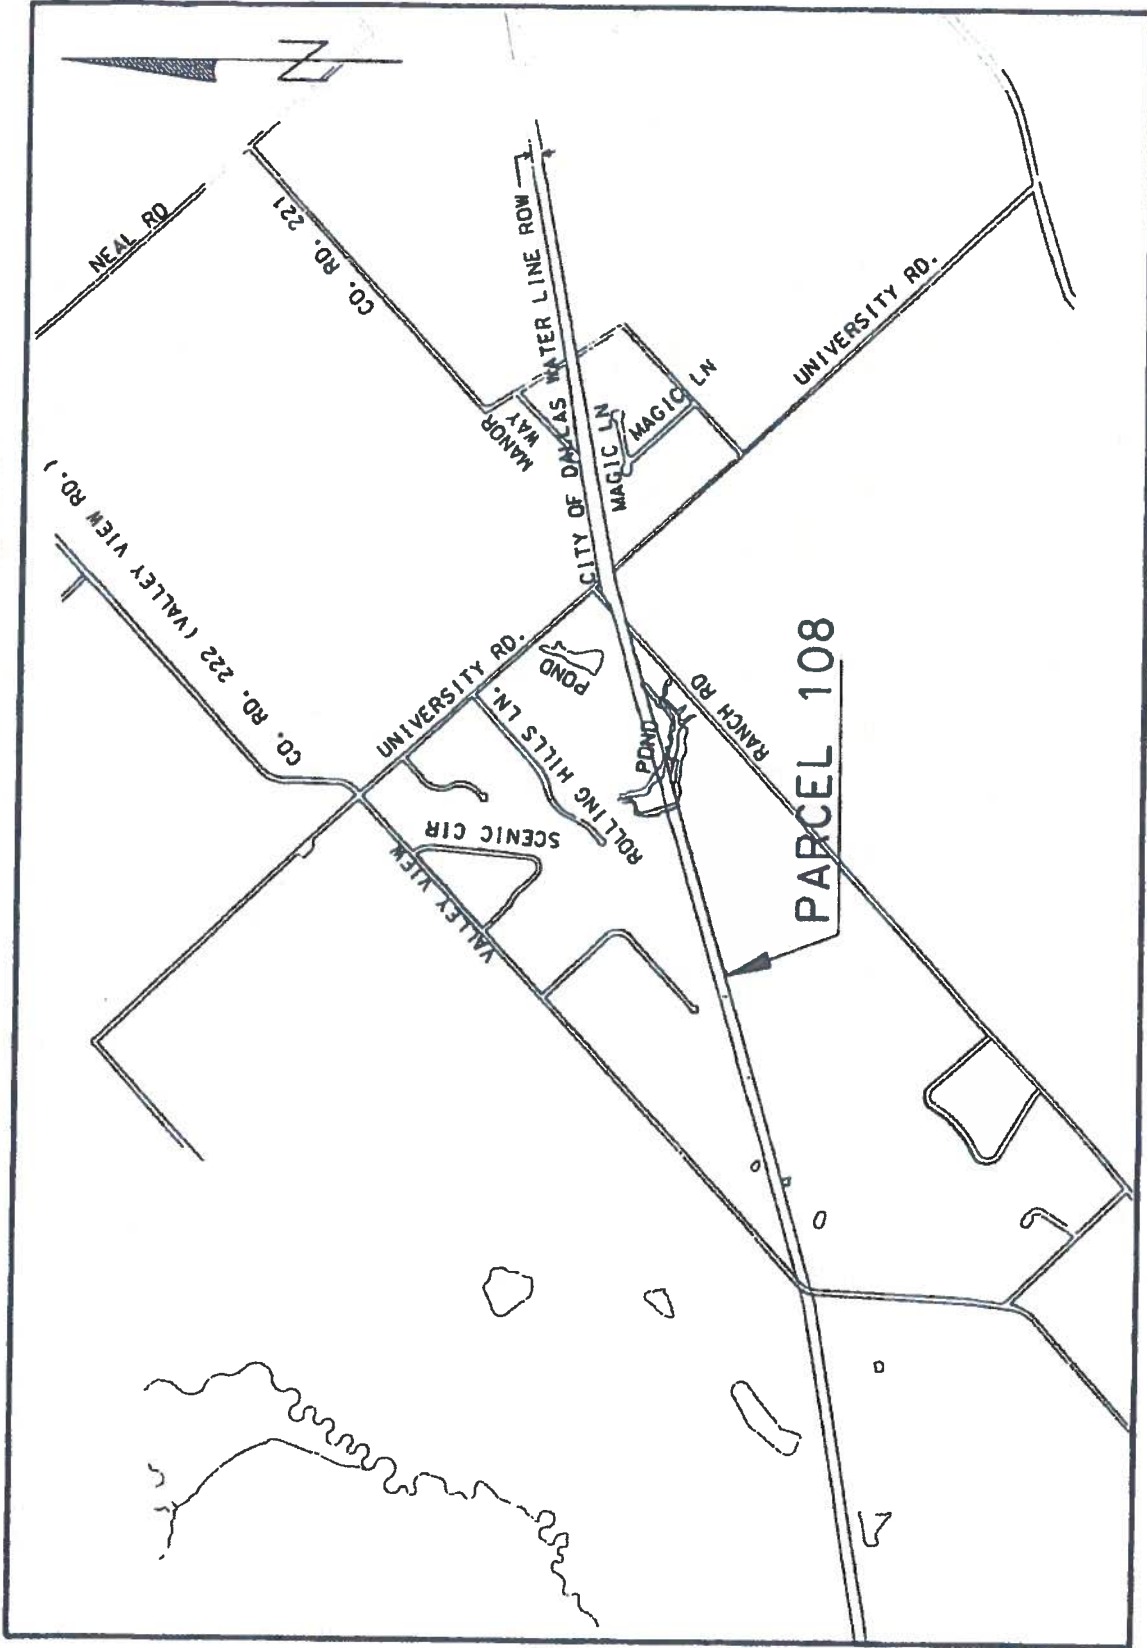 N
NEAL RD
CO. RD. 221
CITY OF DALLAS WATER LINE ROW
UNIVERSITY RD.
MANOR
WAY
MAGIC LN
MAGIC LN
CO. RD. 222 (VALLEY VIEW RD.)
UNIVERSITY RD.
POND
ROLLING HILLS LN.
POND
RANCH RD
SCENIC CIR
VALLEY VIEW
PARCEL 108